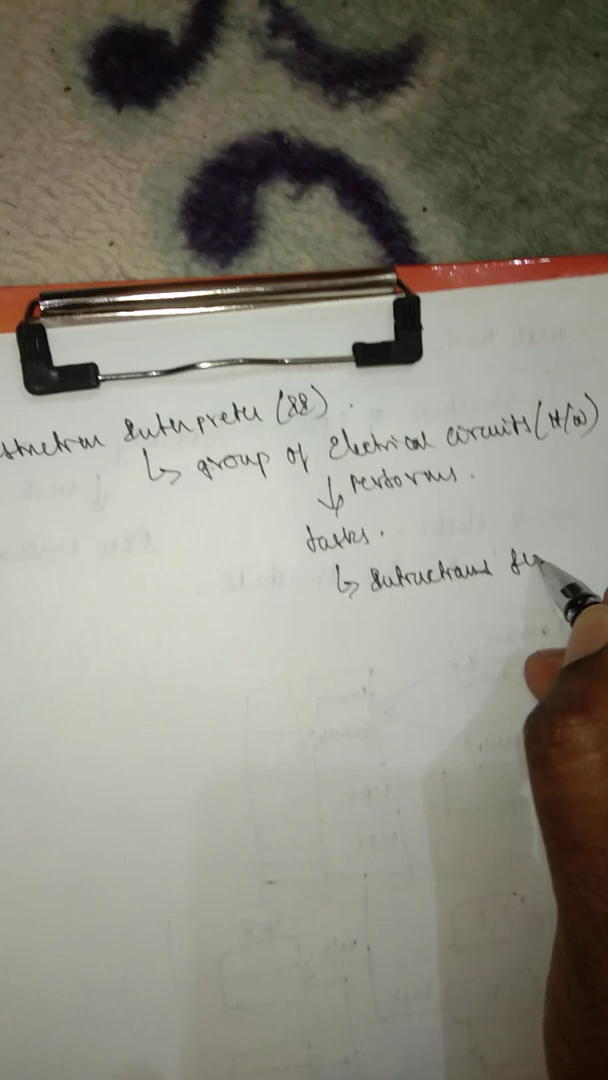 Instruction Interpreter (II).
↳ group of Electrical circuits (H/W)
↓ Performs.
tasks.
↳ Instructions